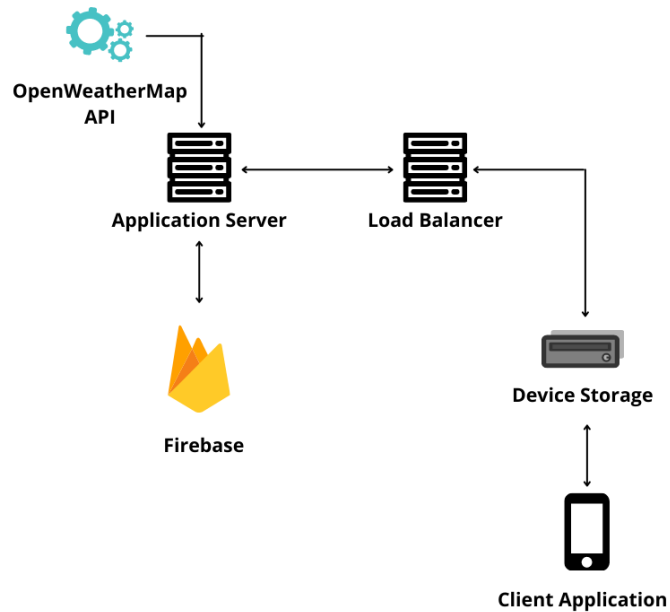 OpenWeatherMap
API
Application Server
Load Balancer
Firebase
Device Storage
Client Application